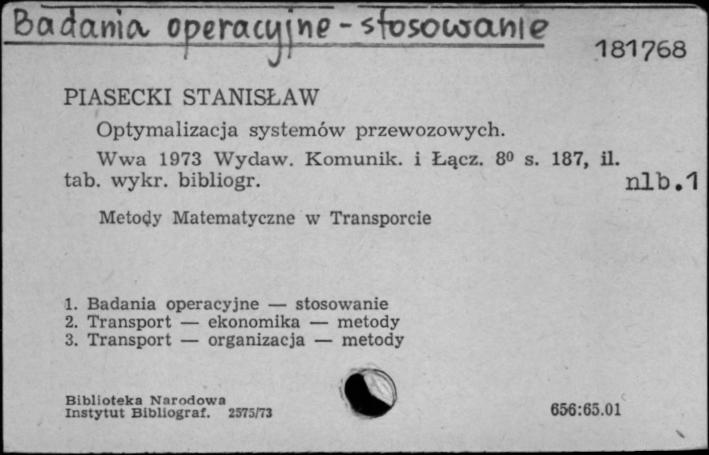 Badania operacyjne - stosowanie
181768
PIASECKI STANISŁAW
Optymalizacja systemów przewozowych.
Wwa 1973 Wydaw. Komunik. i Łącz. 8⁰ s. 187, il.
tab. wykr. bibliogr. nlb.1
Metody Matematyczne w Transporcie
1. Badania operacyjne — stosowanie
2. Transport — ekonomika — metody
3. Transport — organizacja — metody
Biblioteka Narodowa
Instytut Bibliograf. 2575/73 656:65.01